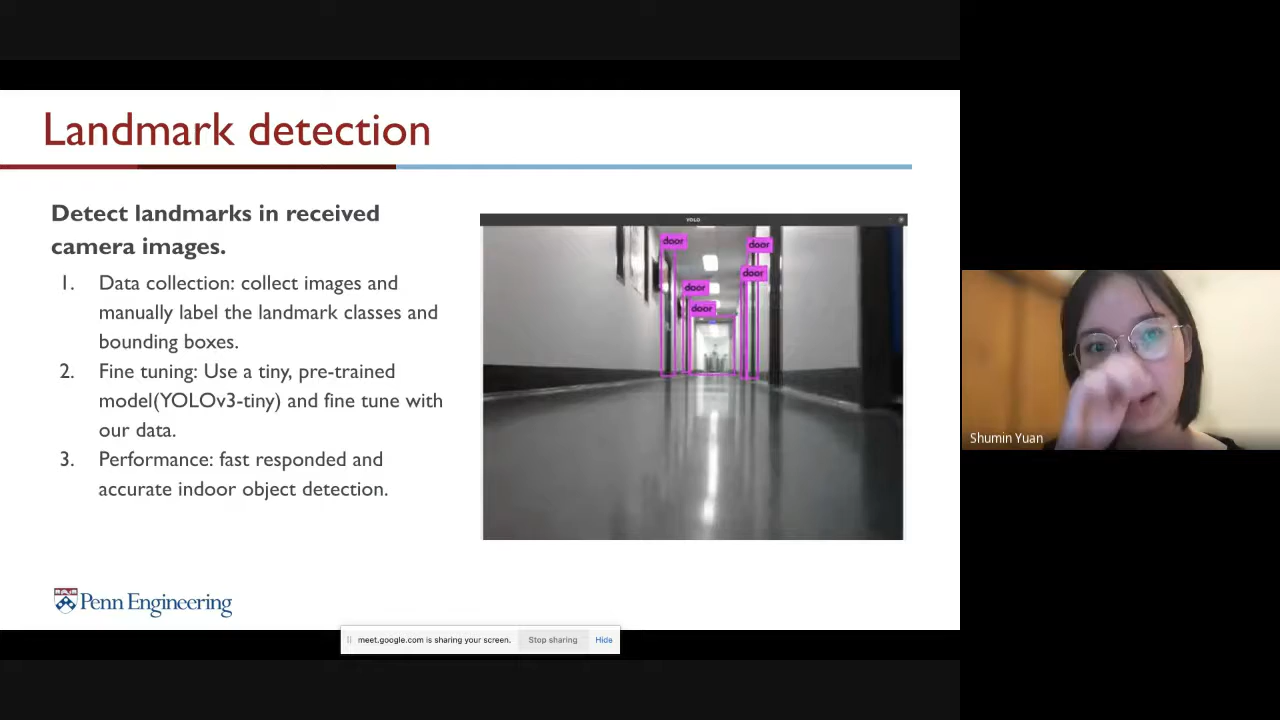 Landmark detection
Detect landmarks in received
camera images.
1. Data collection: collect images and
manually label the landmark classes and
bounding boxes.
2. Fine tuning: Use a tiny, pre-trained
model(YOLOv3-tiny) and fine tune with
our data.
3. Performance: fast responded and
accurate indoor object detection.
YOLO
door
door
door
door
door
Penn Engineering
meet.google.com is sharing your screen.
Stop sharing
Hide
Shumin Yuan